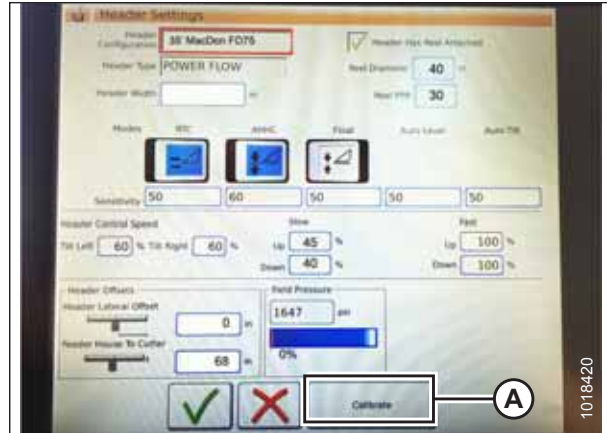 Header Settings
Header Configuration 38' MacDon FD75
Header Has Reel Attached
Header Type POWER FLOW
Reel Diameter 40 in
Header Width in
Reel PPR 30
Modes RTC AHHC Float Auto Level Auto Tilt
Sensitivity 50 60 50 50 50
Header Control Speed
Slow Fast
Tilt Left 60 % Tilt Right 60 % Up 45 % Up 100 %
Down 40 % Down 100 %
Header Offsets
Header Lateral Offset
0 in
Feeder House To Cutter
68 in
Field Pressure
1647 psi
0%
Calibrate
A
1018420